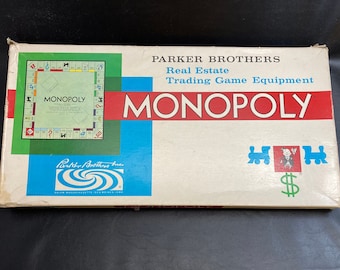 PARKER BROTHERS
Real Estate
Trading Game Equipment
MONOPOLY
MONOPOLY
Parker Brothers Inc.
$